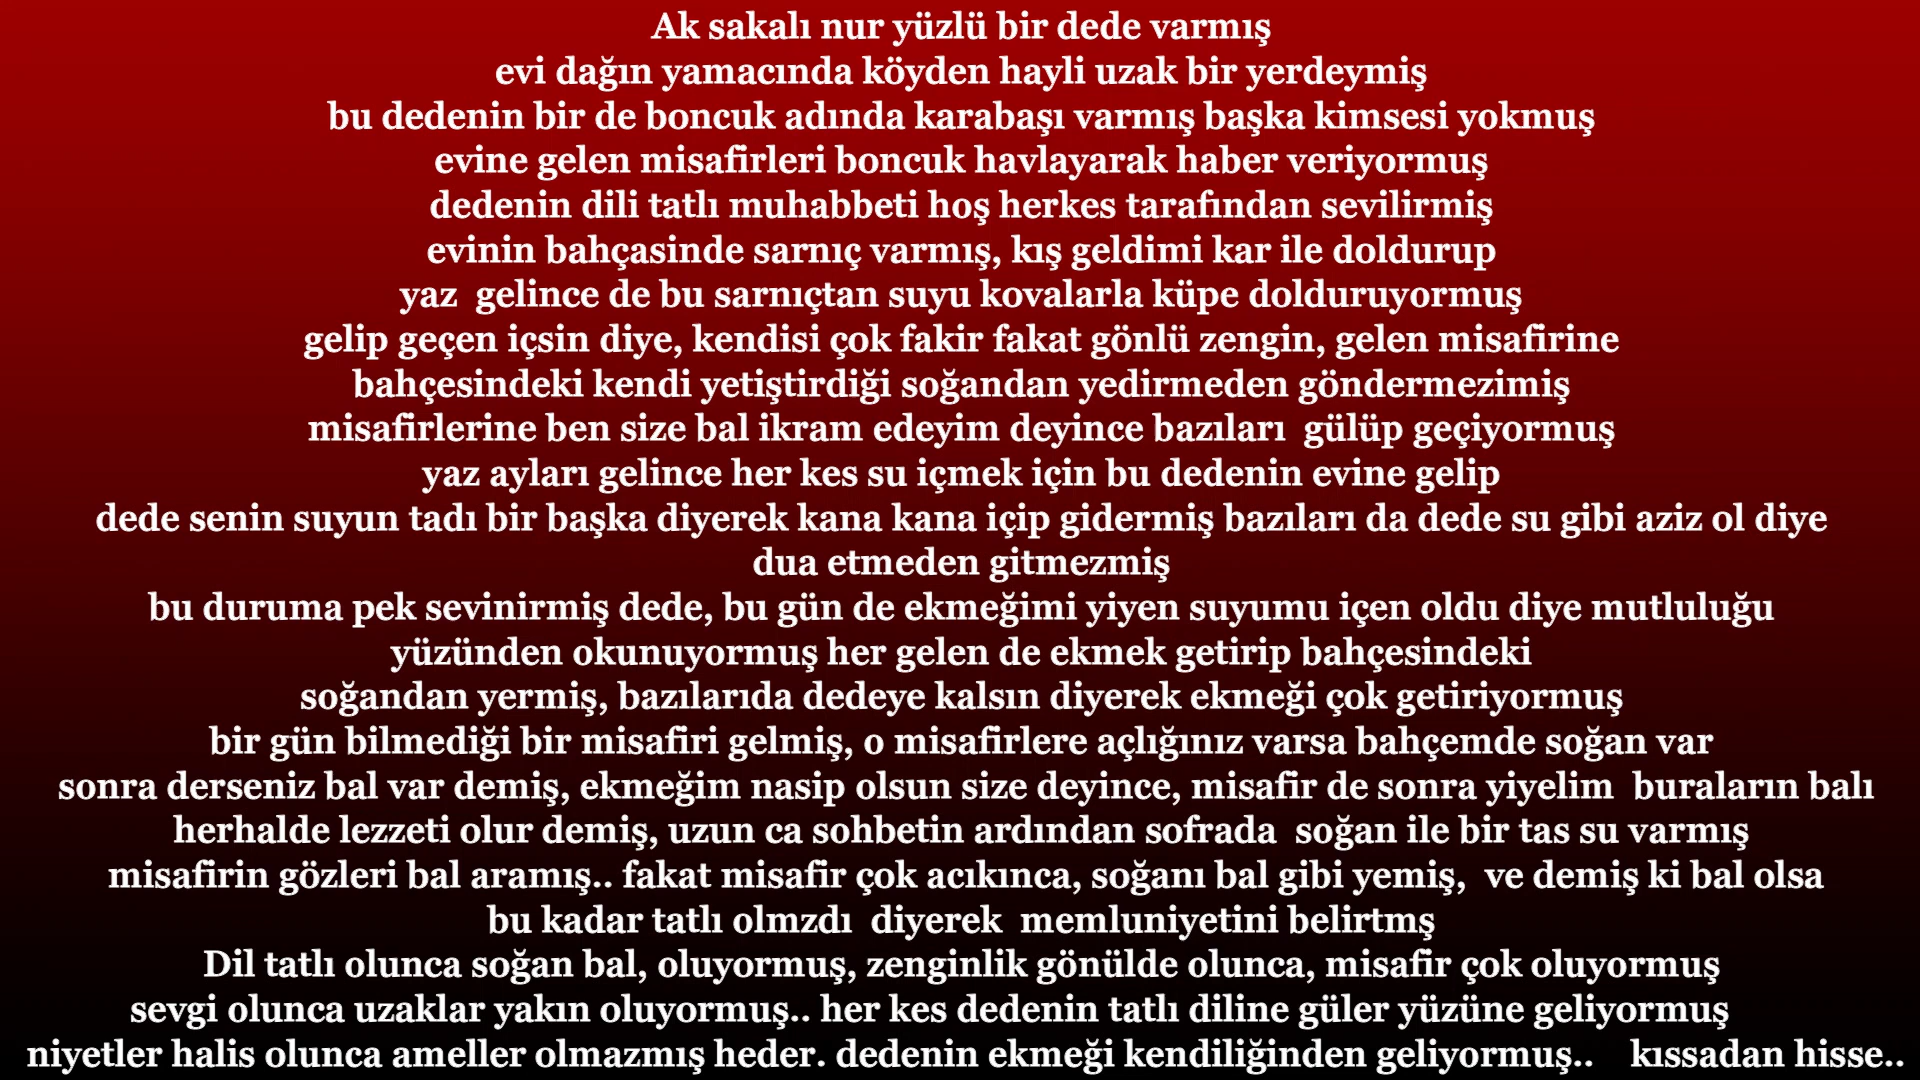 Ak sakalı nur yüzlü bir dede varmış
evi dağın yamacında köyden hayli uzak bir yerdeymiş
bu dedenin bir de boncuk adında karabaşı varmış başka kimsesi yokmuş
evine gelen misafirleri boncuk havlayarak haber veriyormuş
dedenin dili tatlı muhabbeti hoş herkes tarafından sevilirmiş
evinin bahçasinde sarnıç varmış, kış geldimi kar ile doldurup
yaz  gelince de bu sarnıçtan suyu kovalarla küpe dolduruyormuş
gelip geçen içsin diye, kendisi çok fakir fakat gönlü zengin, gelen misafirine
bahçesindeki kendi yetiştirdiği soğandan yedirmeden göndermezimiş
misafirlerine ben size bal ikram edeyim deyince bazıları  gülüp geçiyormuş
yaz ayları gelince her kes su içmek için bu dedenin evine gelip
dede senin suyun tadı bir başka diyerek kana kana içip gidermiş bazıları da dede su gibi aziz ol diye
dua etmeden gitmezmiş
bu duruma pek sevinirmiş dede, bu gün de ekmeğimi yiyen suyumu içen oldu diye mutluluğu
yüzünden okunuyormuş her gelen de ekmek getirip bahçesindeki
soğandan yermiş, bazılarıda dedeye kalsın diyerek ekmeği çok getiriyormuş
bir gün bilmediği bir misafiri gelmiş, o misafirlere açlığınız varsa bahçemde soğan var
sonra derseniz bal var demiş, ekmeğim nasip olsun size deyince, misafir de sonra yiyelim  buraların balı
herhalde lezzeti olur demiş, uzun ca sohbetin ardından sofrada  soğan ile bir tas su varmış
misafirin gözleri bal aramış.. fakat misafir çok acıkınca, soğanı bal gibi yemiş,  ve demiş ki bal olsa
bu kadar tatlı olmzdı  diyerek  memluniyetini belirtmş
Dil tatlı olunca soğan bal, oluyormuş, zenginlik gönülde olunca, misafir çok oluyormuş
sevgi olunca uzaklar yakın oluyormuş.. her kes dedenin tatlı diline güler yüzüne geliyormuş
niyetler halis olunca ameller olmazmış heder. dedenin ekmeği kendiliğinden geliyormuş..    kıssadan hisse..